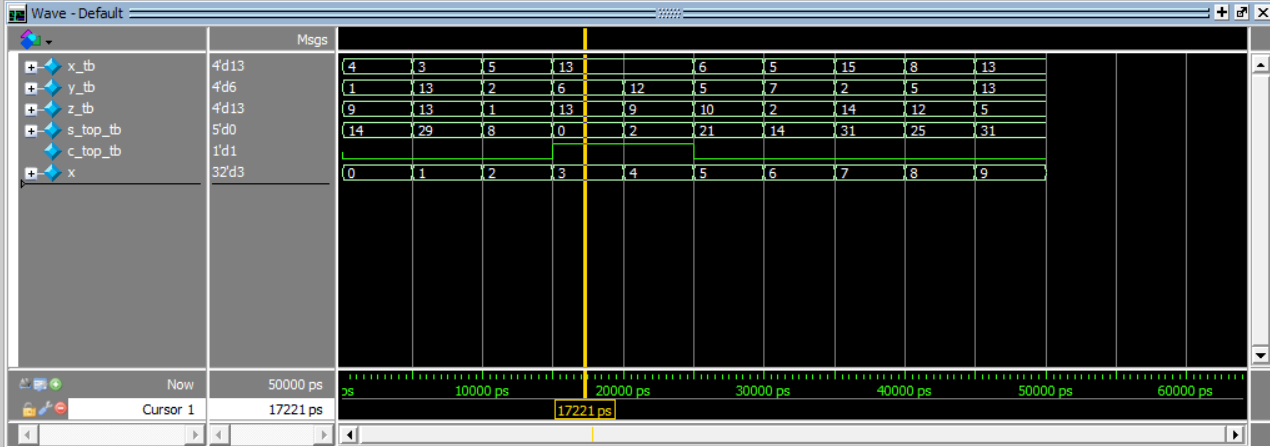 Wave - Default
Msgs
x_tb 4'd13 4 3 5 13 6 5 15 8 13
y_tb 4'd6 1 13 2 6 12 5 7 2 5 13
z_tb 4'd13 9 13 1 13 9 10 2 14 12 5
s_top_tb 5'd0 14 29 8 0 2 21 14 31 25 31
c_top_tb 1'd1
x 32'd3 0 1 2 3 4 5 6 7 8 9
Now 50000 ps ps 10000 ps 20000 ps 30000 ps 40000 ps 50000 ps 60000 ps
Cursor 1 17221 ps 17221 ps